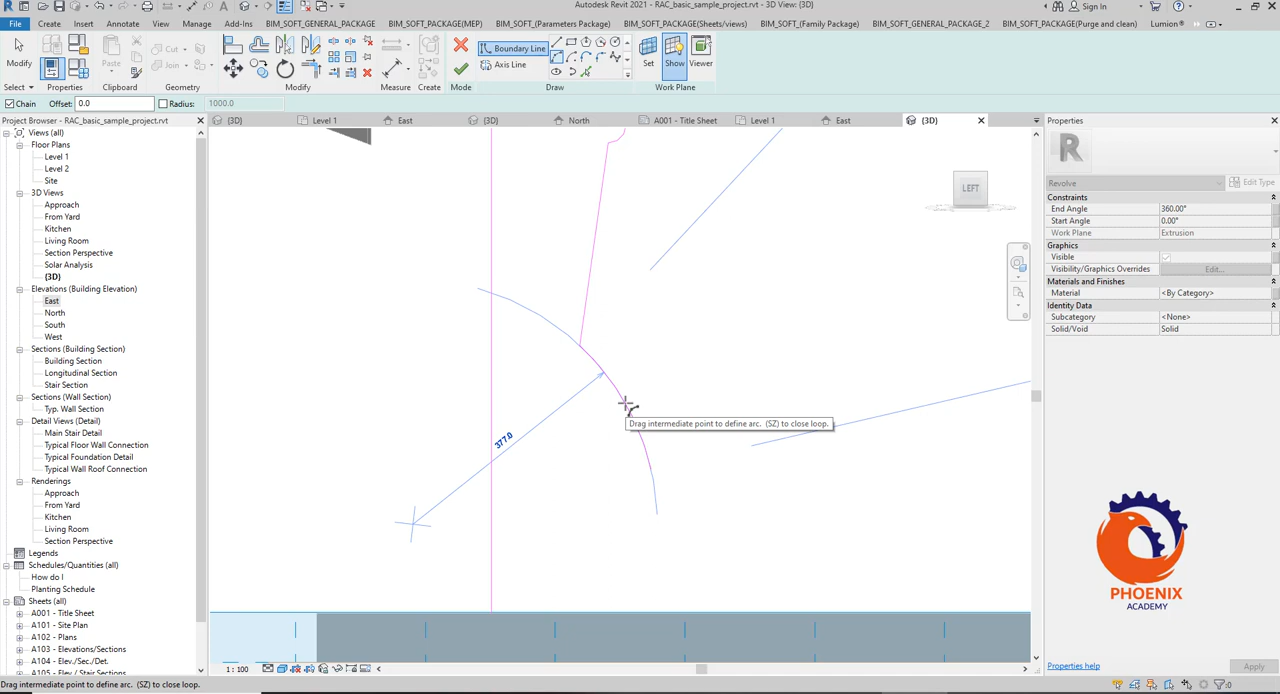 Autodesk Revit 2021 - RAC_basic_sample_project.rvt - 3D View: {3D}
Sign In
File
Architecture
Insert
Annotate
View
Manage
Add-Ins
BIM_SOFT_GENERAL_PACKAGE
BIM_SOFT_PACKAGE(MEP)
BIM_SOFT_(Parameters Package)
BIM_SOFT_PACKAGE(Sheets/views)
BIM_SOFT_(Family Package)
BIM_SOFT_GENERAL_PACKAGE_2
BIM_SOFT_PACKAGE(Purge and clean)
Lumion®
Modify
Paste
Cut
Join
Boundary Line
Axis Line
Set
Show
Viewer
Select
Properties
Clipboard
Modify
Measure
Create
Mode
Draw
Work Plane
Chain
Offset: 0.0
Radius: 1000.0
Project Browser - RAC_basic_sample_project.rvt
{3D}
Level 1
East
{3D}
North
A001 - Title Sheet
Level 1
East
{3D}
Properties
Views (all)
Floor Plans
Level 1
Level 2
Site
3D Views
Approach
From Yard
Kitchen
Living Room
Section Perspective
Solar Analysis
{3D}
Elevations (Building Elevation)
East
North
South
West
Sections (Building Section)
Building Section
Longitudinal Section
Stair Section
Sections (Wall Section)
Typ. Wall Section
Detail Views (Detail)
Main Stair Detail
Typical Floor Wall Connection
Typical Foundation Detail
Typical Wall Roof Connection
Renderings
Approach
From Yard
Kitchen
Living Room
Section Perspective
Legends
Schedules/Quantities (all)
How do I
Planting Schedule
Sheets (all)
A001 - Title Sheet
A101 - Site Plan
A102 - Plans
A103 - Elevations/Sections
A104 - Elev./Sec./Det.
A105 - Elev./ Stair Sections
LEFT
377.0
Drag intermediate point to define arc. (SZ) to close loop.
R
Revolve
Edit Type
Constraints
End Angle 360.00°
Start Angle 0.00°
Work Plane Extrusion
Graphics
Visible
Visibility/Graphics Overrides Edit...
Materials and Finishes
Material <By Category>
Identity Data
Subcategory <None>
Solid/Void Solid
PHOENIX
ACADEMY
Properties help
Apply
1 : 100
Drag intermediate point to define arc. (SZ) to close loop.
:0